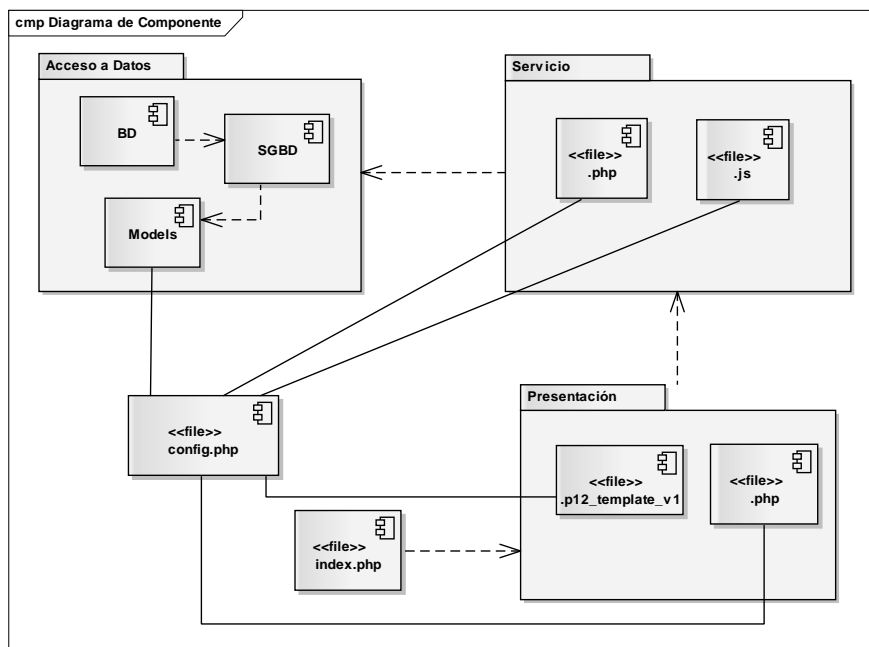 cmp Diagrama de Componente
Acceso a Datos
BD
SGBD
Models
Servicio
<<file>>
.php
<<file>>
.js
<<file>>
config.php
Presentación
<<file>>
.p12_template_v1
<<file>>
.php
<<file>>
index.php